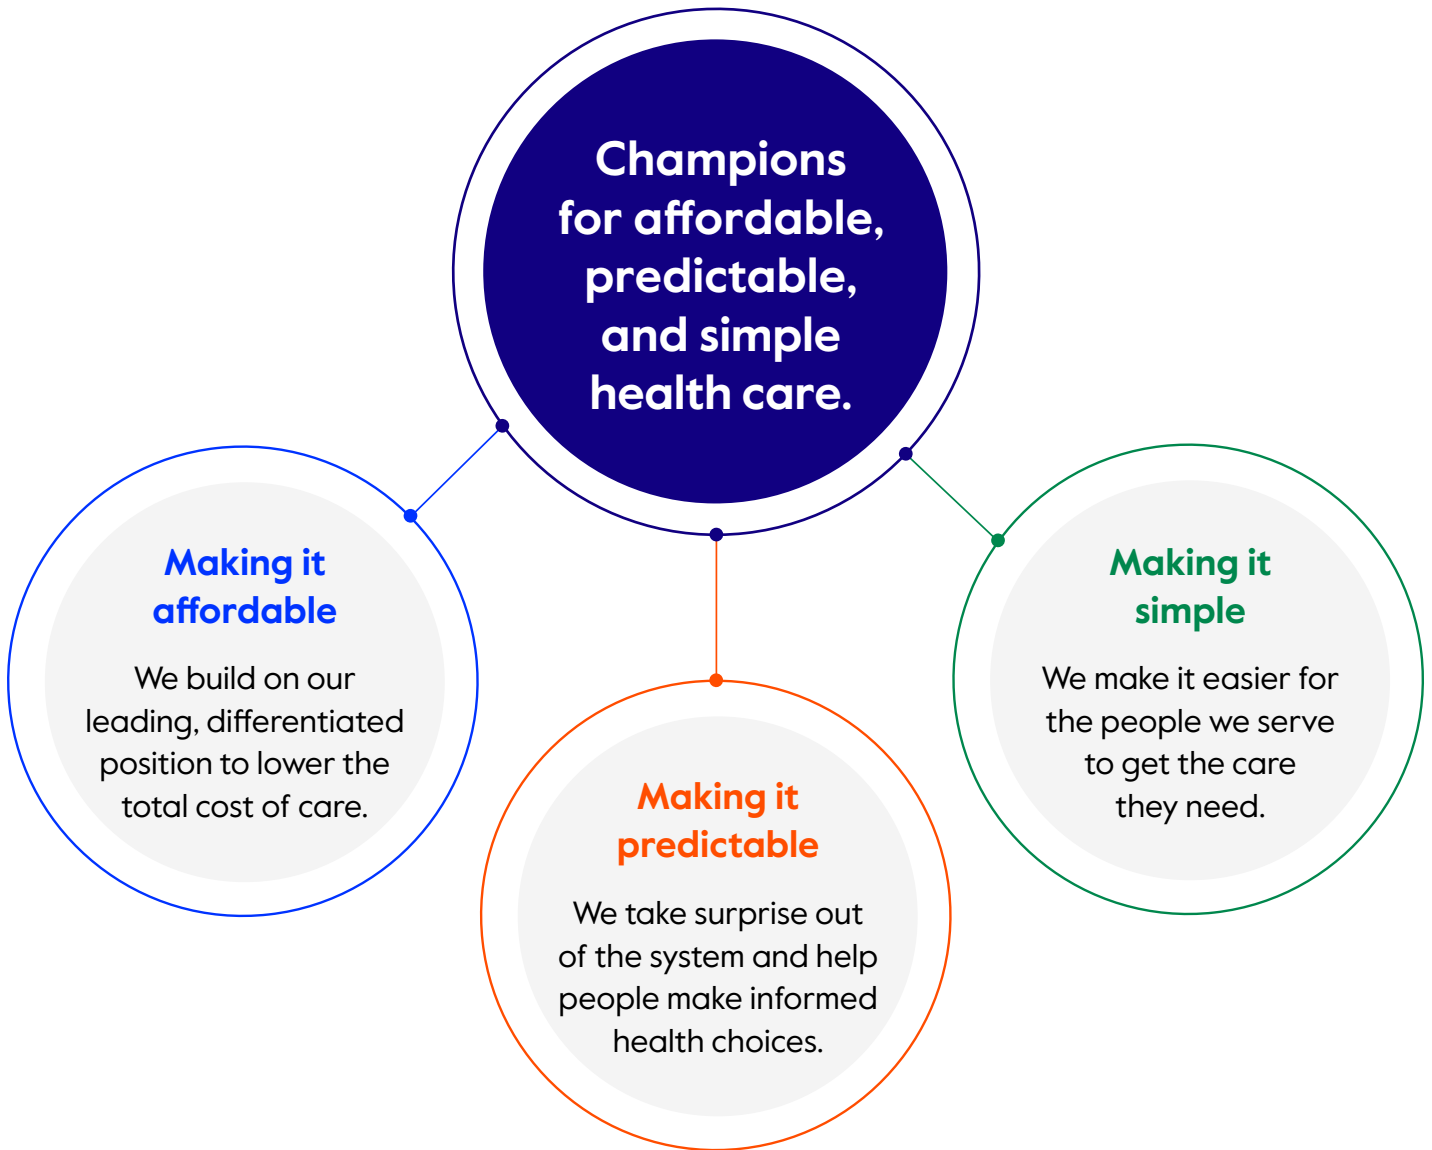 Champions
for affordable,
predictable,
and simple
health care.
Making it
affordable
We build on our
leading, differentiated
position to lower the
total cost of care.
Making it
predictable
We take surprise out
of the system and help
people make informed
health choices.
Making it
simple
We make it easier for
the people we serve
to get the care
they need.